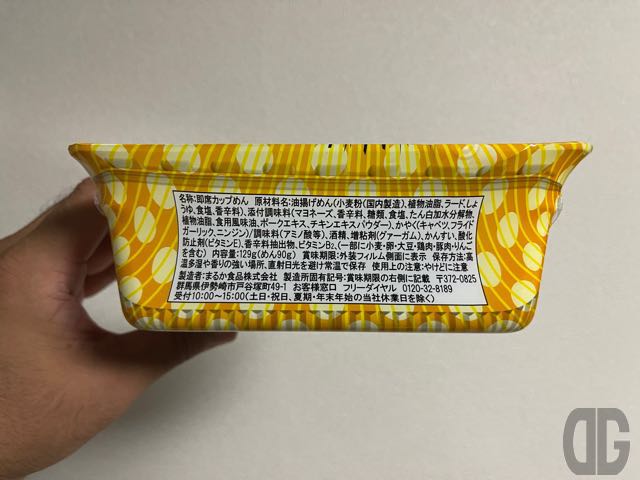 名称:即席カップめん 原材料名:油揚げめん(小麦粉(国内製造)、植物油脂、ラード、しょ
うゆ、食塩、香辛料)、添付調味料(マヨネーズ、香辛料、糖類、食塩、たん白加水分解物、
植物油脂、食用風味油、ポークエキス、チキンエキスパウダー)、かやく(キャベツ、フライド
ガーリック、ニンジン)/調味料(アミノ酸等)、酒精、増粘剤(グァーガム)、かんすい、酸化
防止剤(ビタミンE)、香辛料抽出物、ビタミンB₂、(一部に小麦・卵・大豆・鶏肉・豚肉・りんご
を含む) 内容量:129g(めん90g) 賞味期限:外装フィルム側面に表示 保存方法:高
温多湿や香りの強い場所、直射日光を避け常温で保存 使用上の注意:やけどに注意
製造者:まるか食品株式会社 製造所固有記号:賞味期限の右側に記載 〒372-0825
群馬県伊勢崎市戸谷塚町49-1 お客様窓口 フリーダイヤル 0120-32-8189
受付10:00~15:00(土・日・祝日、夏期・年末年始の当社休業日を除く)
DG